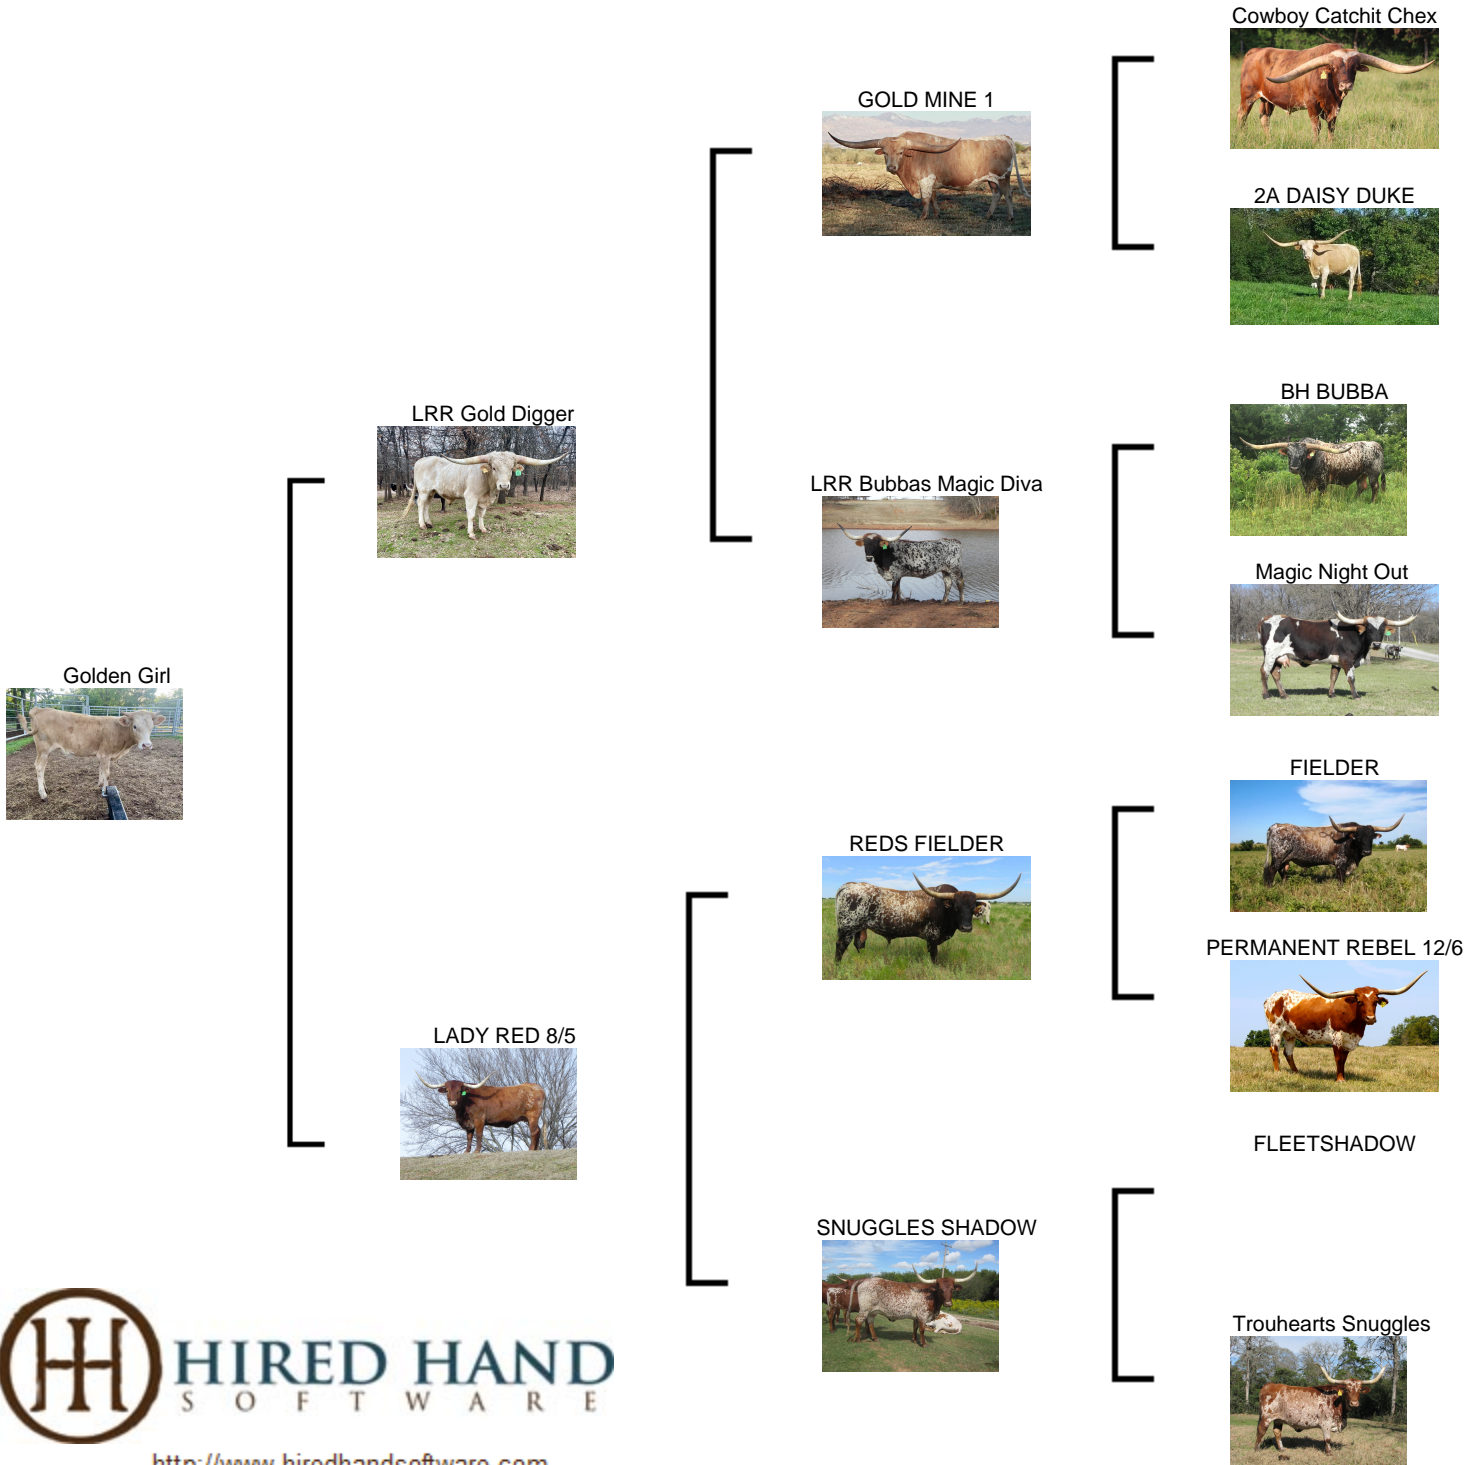 Cowboy Catchit Chex
GOLD MINE 1
2A DAISY DUKE
BH BUBBA
LRR Gold Digger
LRR Bubbas Magic Diva
Magic Night Out
Golden Girl
FIELDER
REDS FIELDER
PERMANENT REBEL 12/6
LADY RED 8/5
FLEETSHADOW
SNUGGLES SHADOW
Trouhearts Snuggles
HIRED HAND
SOFTWARE
http://www.hiredhandsoftware.com